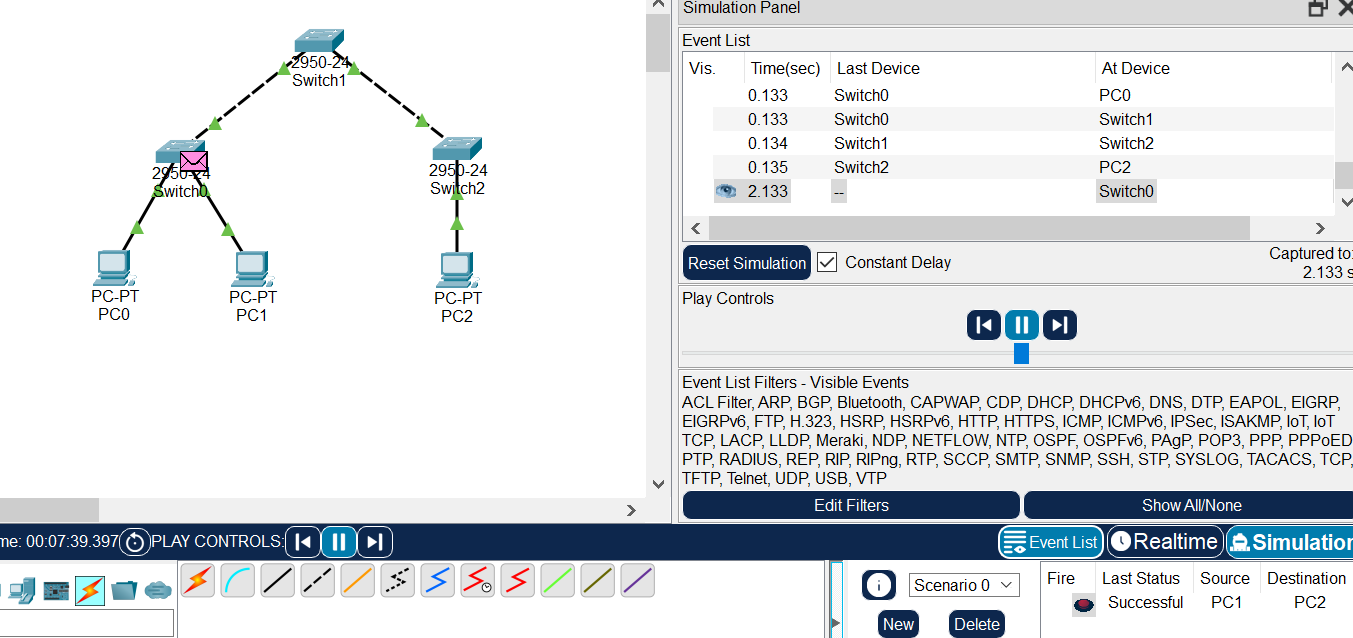 Simulation Panel
Event List
Vis. Time(sec) Last Device At Device
0.133 Switch0 PC0
0.133 Switch0 Switch1
0.134 Switch1 Switch2
0.135 Switch2 PC2
2.133 -- Switch0
2950-24
Switch1
2950-24
Switch0
2950-24
Switch2
PC-PT
PC0
PC-PT
PC1
PC-PT
PC2
Reset Simulation Constant Delay
Captured to:
2.133 s
Play Controls
Event List Filters - Visible Events
ACL Filter, ARP, BGP, Bluetooth, CAPWAP, CDP, DHCP, DHCPv6, DNS, DTP, EAPOL, EIGRP,
EIGRPv6, FTP, H.323, HSRP, HSRPv6, HTTP, HTTPS, ICMP, ICMPv6, IPSec, ISAKMP, IoT, IoT
TCP, LACP, LLDP, Meraki, NDP, NETFLOW, NTP, OSPF, OSPFv6, PAgP, POP3, PPP, PPPoED
PTP, RADIUS, REP, RIP, RIPng, RTP, SCCP, SMTP, SNMP, SSH, STP, SYSLOG, TACACS, TCP,
TFTP, Telnet, UDP, USB, VTP
Edit Filters Show All/None
me: 00:07:39.397 PLAY CONTROLS: Event List Realtime Simulation
Scenario 0
New Delete
Fire Last Status Source Destination
Successful PC1 PC2